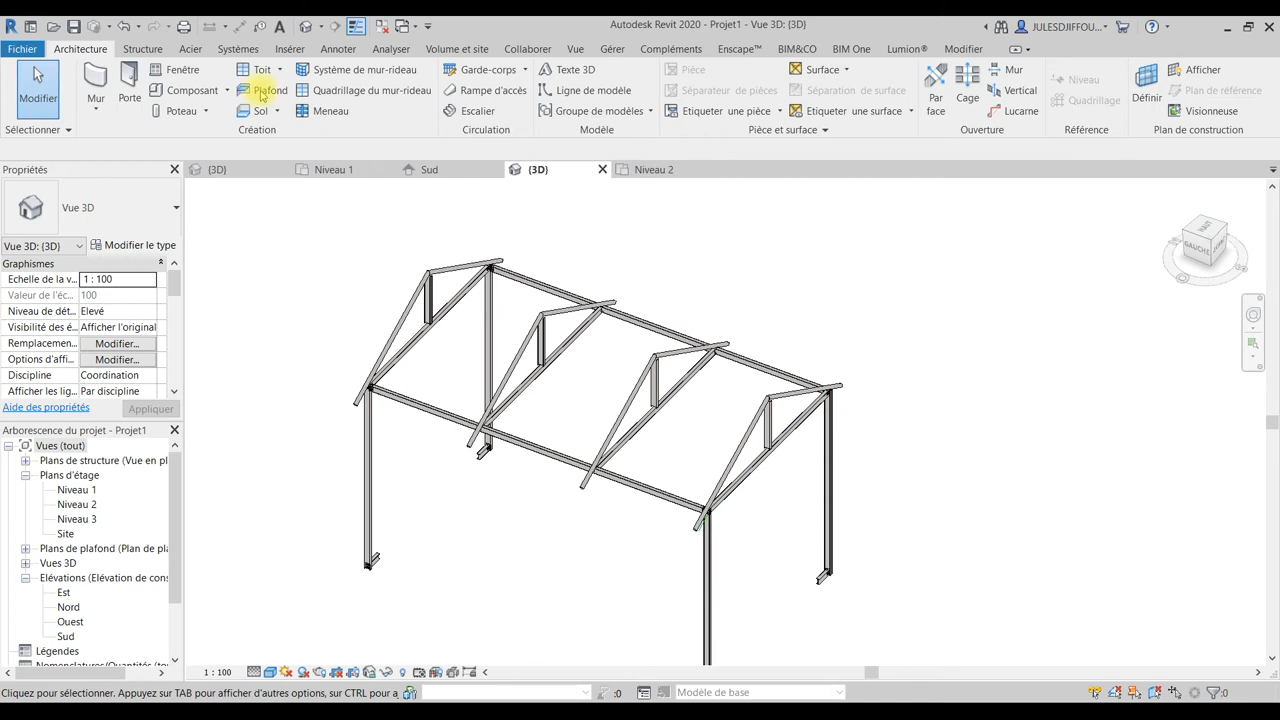 Autodesk Revit 2020 - Projet1 - Vue 3D: {3D}
JULESDJIFFOU...
Fichier Architecture Structure Acier Systèmes Insérer Annoter Analyser Volume et site Collaborer Vue Gérer Compléments Enscape™ BIM&CO BIM One Lumion® Modifier
Modifier
Mur
Porte
Fenêtre
Composant
Poteau
Toit
Plafond
Sol
Système de mur-rideau
Quadrillage du mur-rideau
Meneau
Garde-corps
Rampe d'accès
Escalier
Texte 3D
Ligne de modèle
Groupe de modèles
Pièce
Séparateur de pièces
Etiqueter une pièce
Surface
Séparation de surface
Etiqueter une surface
Par face
Cage
Mur
Vertical
Lucarne
Niveau
Quadrillage
Définir
Afficher
Plan de référence
Visionneuse
Sélectionner Création Circulation Modèle Pièce et surface Ouverture Référence Plan de construction
Propriétés
{3D} Niveau 1 Sud {3D} Niveau 2
Vue 3D
Vue 3D: {3D} Modifier le type
Graphismes
Echelle de la v... 1 : 100
Valeur de l'éc... 100
Niveau de dét... Elevé
Visibilité des é... Afficher l'original
Remplacemen... Modifier...
Options d'affi... Modifier...
Discipline Coordination
Afficher les lig... Par discipline
Aide des propriétés Appliquer
Arborescence du projet - Projet1
Vues (tout)
Plans de structure (Vue en pl
Plans d'étage
Niveau 1
Niveau 2
Niveau 3
Site
Plans de plafond (Plan de pla
Vues 3D
Elévations (Elévation de cons
Est
Nord
Ouest
Sud
Légendes
Nomenclatures/Quantités (tou
HAUT
GAUCHE
1 : 100
Cliquez pour sélectionner. Appuyez sur TAB pour afficher d'autres options, sur CTRL pour a
:0
Modèle de base
:0